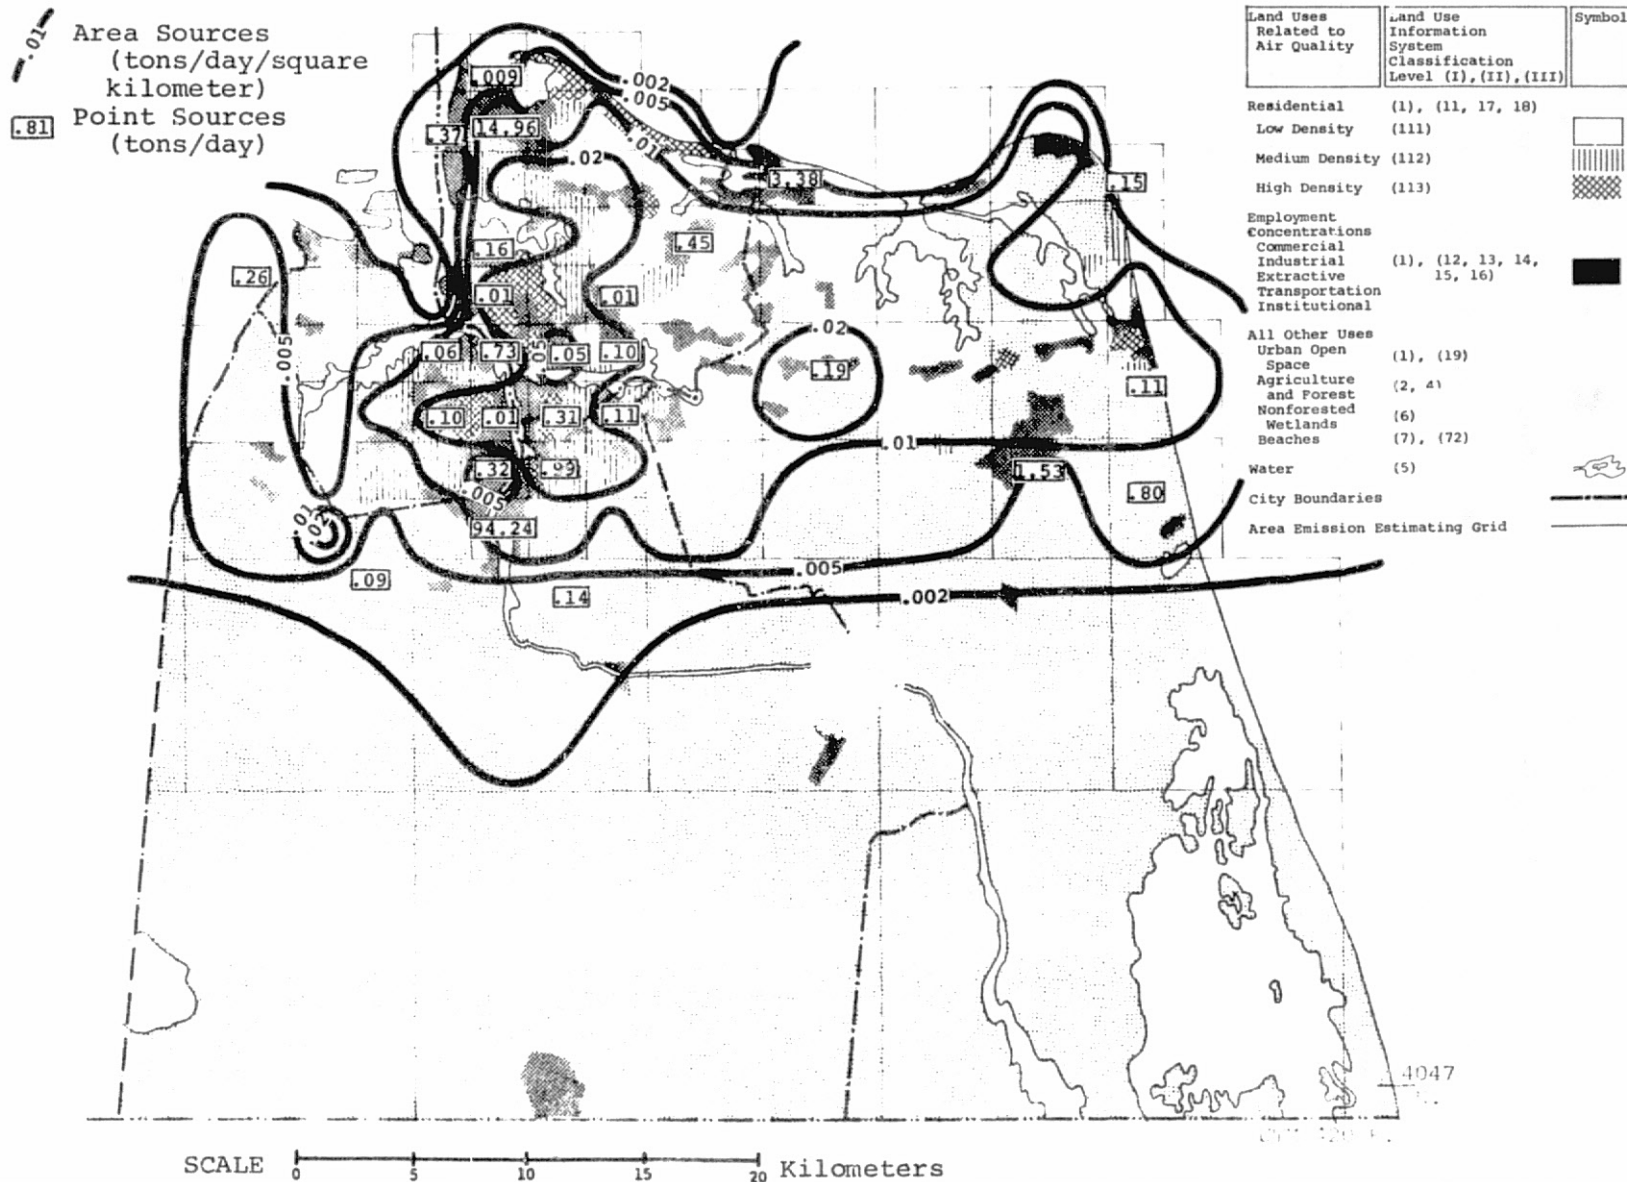 .01
Area Sources
(tons/day/square
kilometer)
.81
Point Sources
(tons/day)
Land Uses
Related to
Air Quality
Land Use
Information
System
Classification
Level (I),(II),(III)
Symbol
Residential (1), (11, 17, 18)
Low Density (111)
Medium Density (112)
High Density (113)
Employment
Concentrations
Commercial
Industrial (1), (12, 13, 14,
Extractive 15, 16)
Transportation
Institutional
All Other Uses
Urban Open
Space (1), (19)
Agriculture (2, 4)
and Forest
Nonforested
Wetlands (6)
Beaches (7), (72)
Water (5)
City Boundaries
Area Emission Estimating Grid
.009
.002
.005
.37
14.96
.01
.02
3.38
.15
.16
.45
.26
.01
.01
.005
.02
.06
.73
.05
.05
.10
.19
.11
.10
.01
.31
.11
.01
.32
.99
1.53
.005
.80
.01
.02
94.24
.09
.005
.14
.002
4047
SCALE 0 5 10 15 20 Kilometers